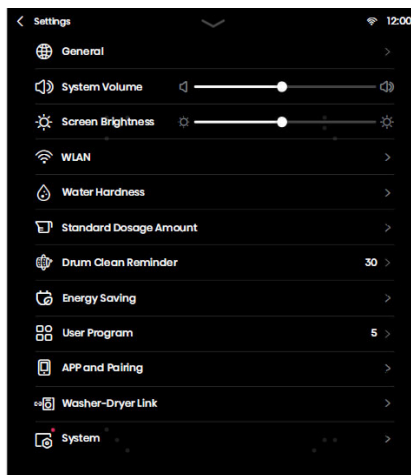 Settings
12:00
General
System Volume
Screen Brightness
WLAN
Water Hardness
Standard Dosage Amount
Drum Clean Reminder 30
Energy Saving
User Program 5
APP and Pairing
Washer-Dryer Link
System